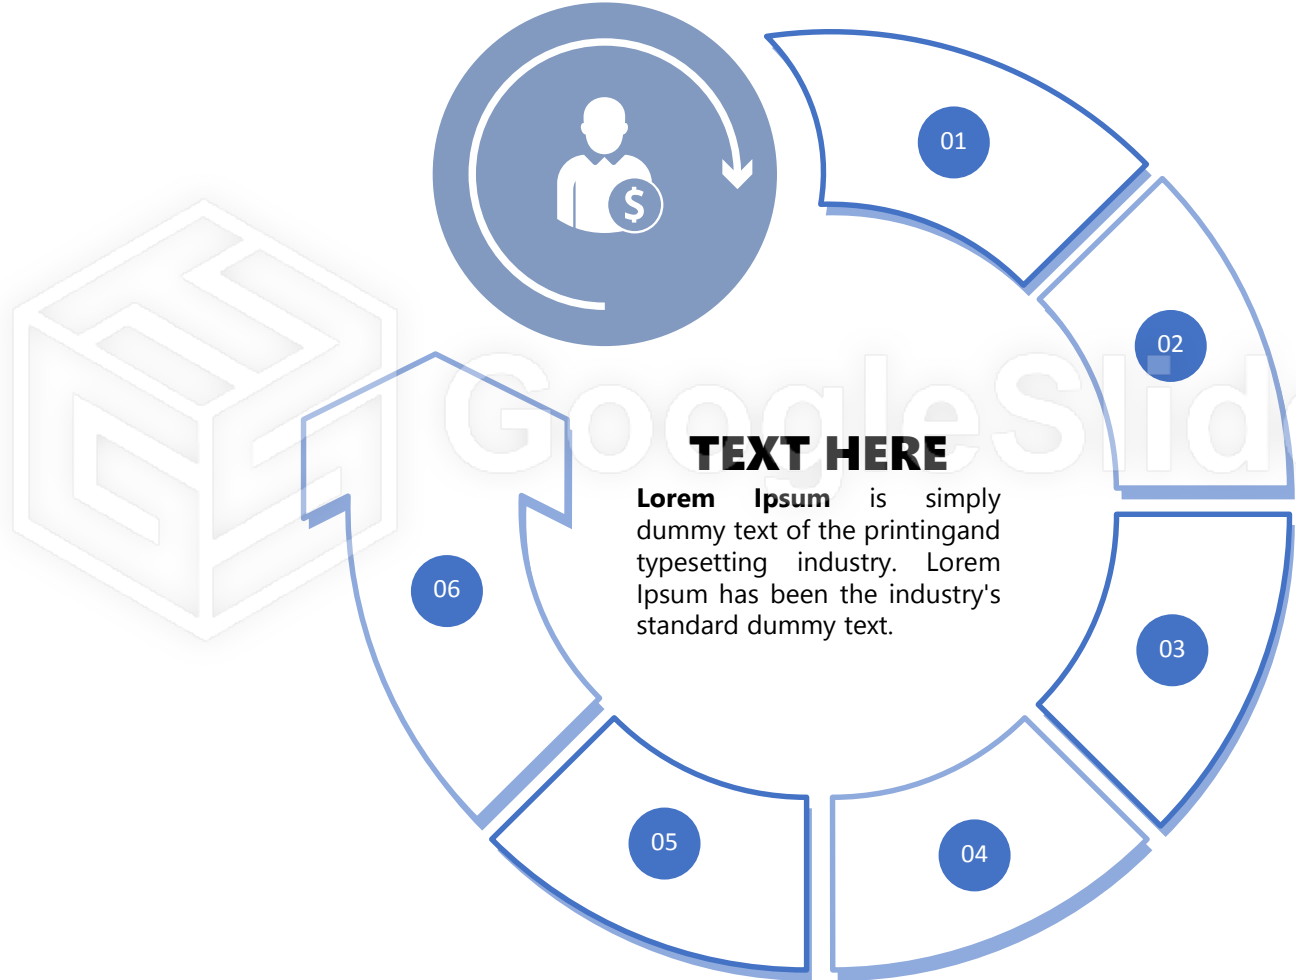 01
02
GoogleSlid
TEXT HERE
Lorem Ipsum is simply
dummy text of the printingand
typesetting industry. Lorem
Ipsum has been the industry's
standard dummy text.
06
03
05
04
$